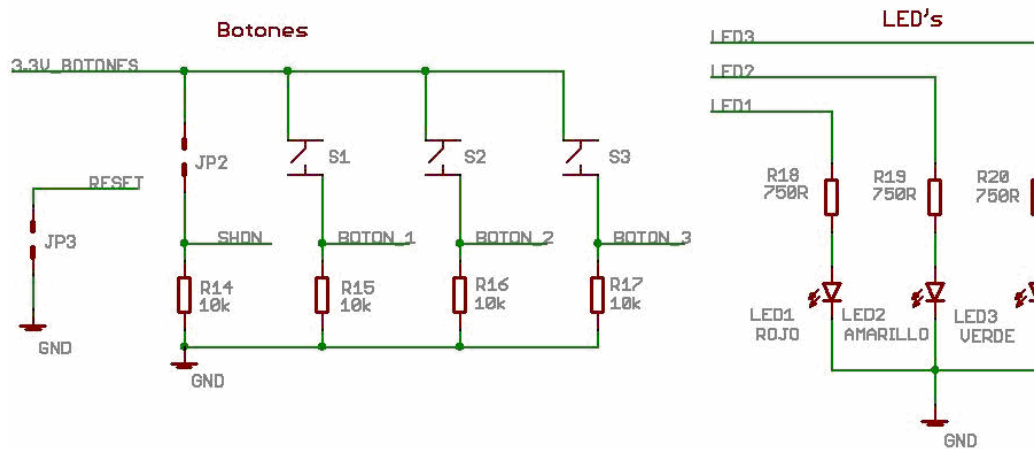 Botones
3.3V_BOTONES
JP2
S1
S2
S3
RESET
JP3
SHDN
BOTON_1
BOTON_2
BOTON_3
R14
10k
R15
10k
R16
10k
R17
10k
GND
GND
LED's
LED3
LED2
LED1
R18
750R
R19
750R
R20
750R
LED1
ROJO
LED2
AMARILLO
LED3
VERDE
GND